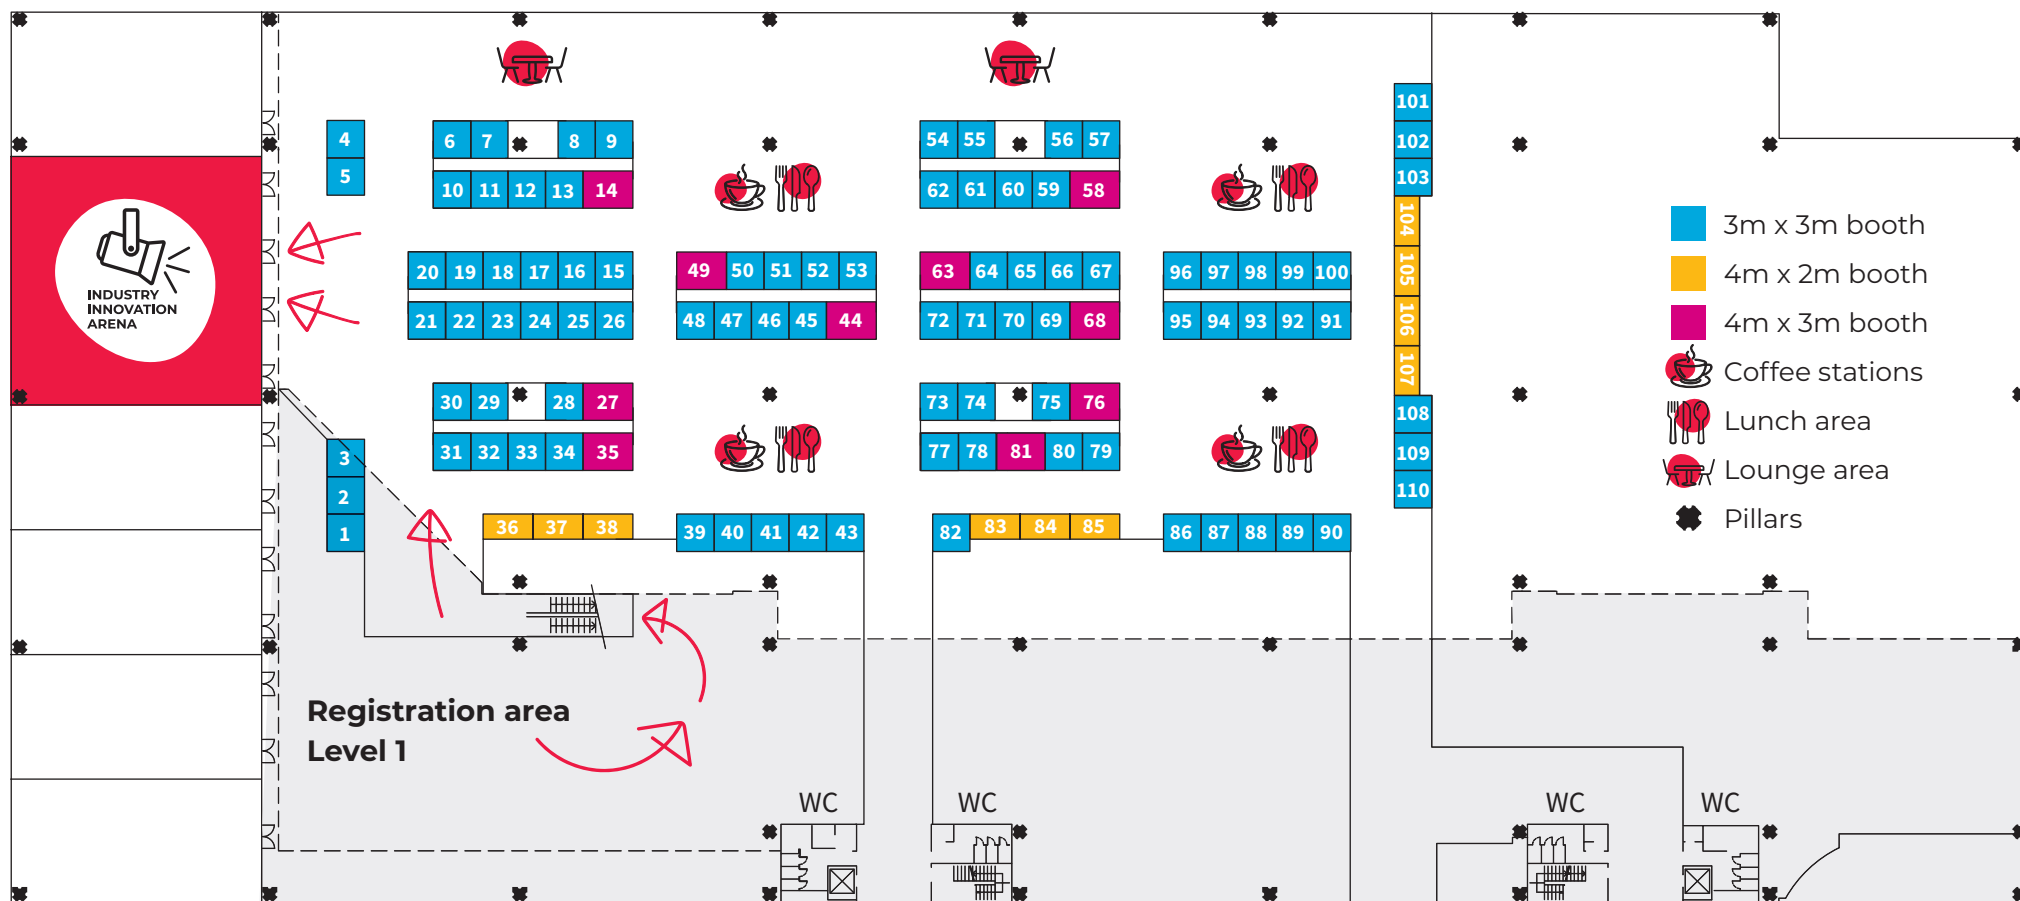 101
4
6 7 8 9
54 55 56 57
102
5
10 11 12 13 14
62 61 60 59 58
103
104
3m x 3m booth
20 19 18 17 16 15
49 50 51 52 53
63 64 65 66 67
96 97 98 99 100
105
4m x 2m booth
INDUSTRY
INNOVATION
ARENA
21 22 23 24 25 26
48 47 46 45 44
72 71 70 69 68
95 94 93 92 91
106
4m x 3m booth
107
Coffee stations
30 29 28 27
73 74 75 76
108
Lunch area
3
31 32 33 34 35
77 78 81 80 79
109
Lounge area
2
110
1
36 37 38
39 40 41 42 43
82 83 84 85
86 87 88 89 90
Pillars
Registration area
Level 1
WC
WC
WC
WC